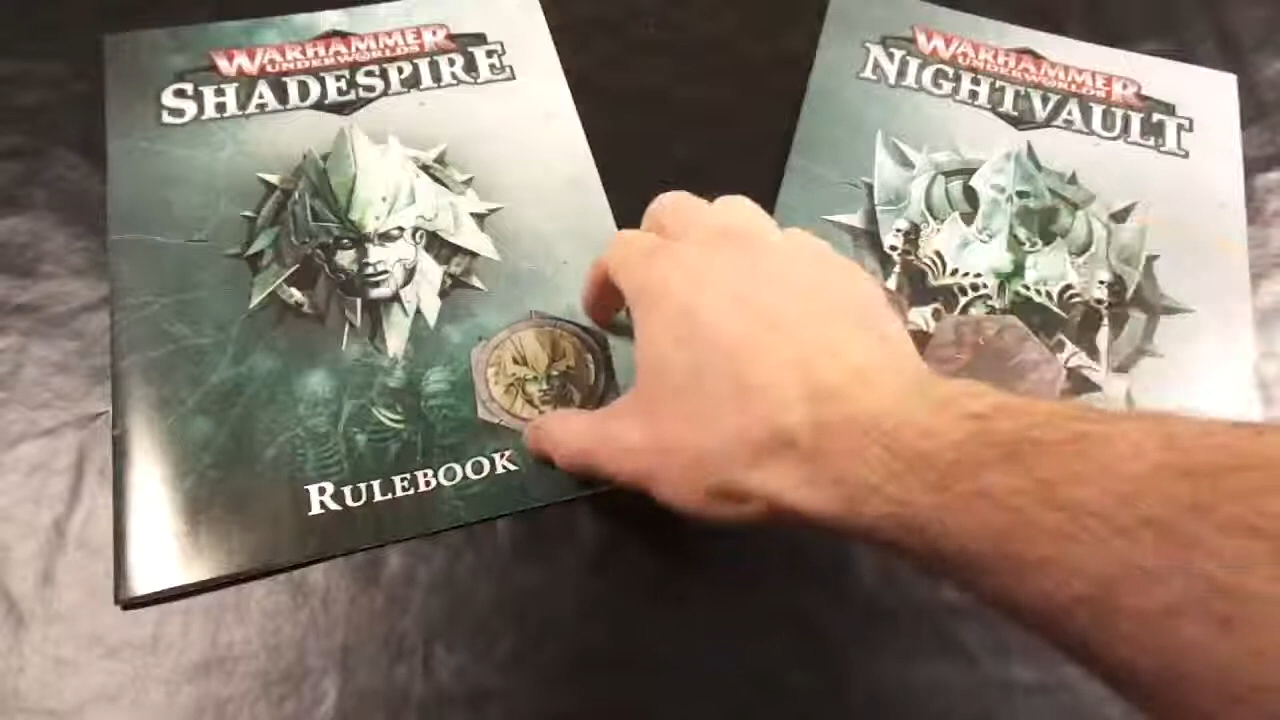 WARHAMMER
UNDERWORLDS
SHADESPIRE
RULEBOOK
WARHAMMER
UNDERWORLDS
NIGHTVAULT